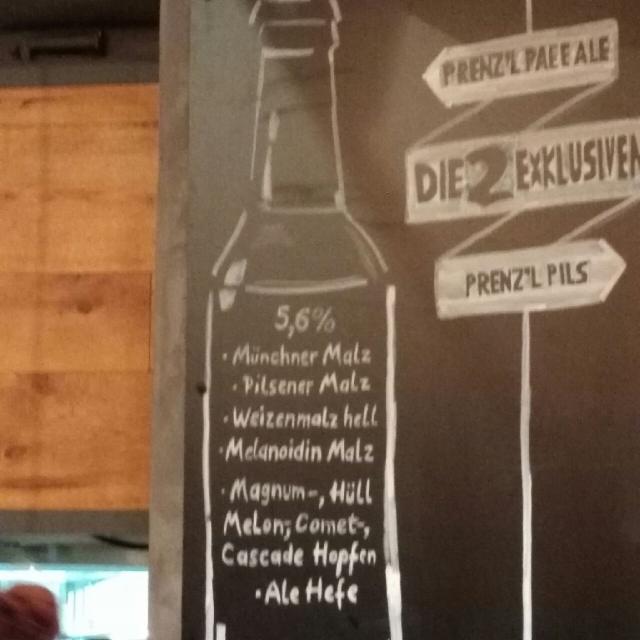 PRENZ'L PALE ALE
DIE 2 EXKLUSIVEN
PRENZ'L PILS
5,6%
· Münchner Malz
· Pilsener Malz
· Weizenmalz hell
· Melanoidin Malz
· Magnum-, Hüll
Melon-, Comet-,
Cascade Hopfen
· Ale Hefe